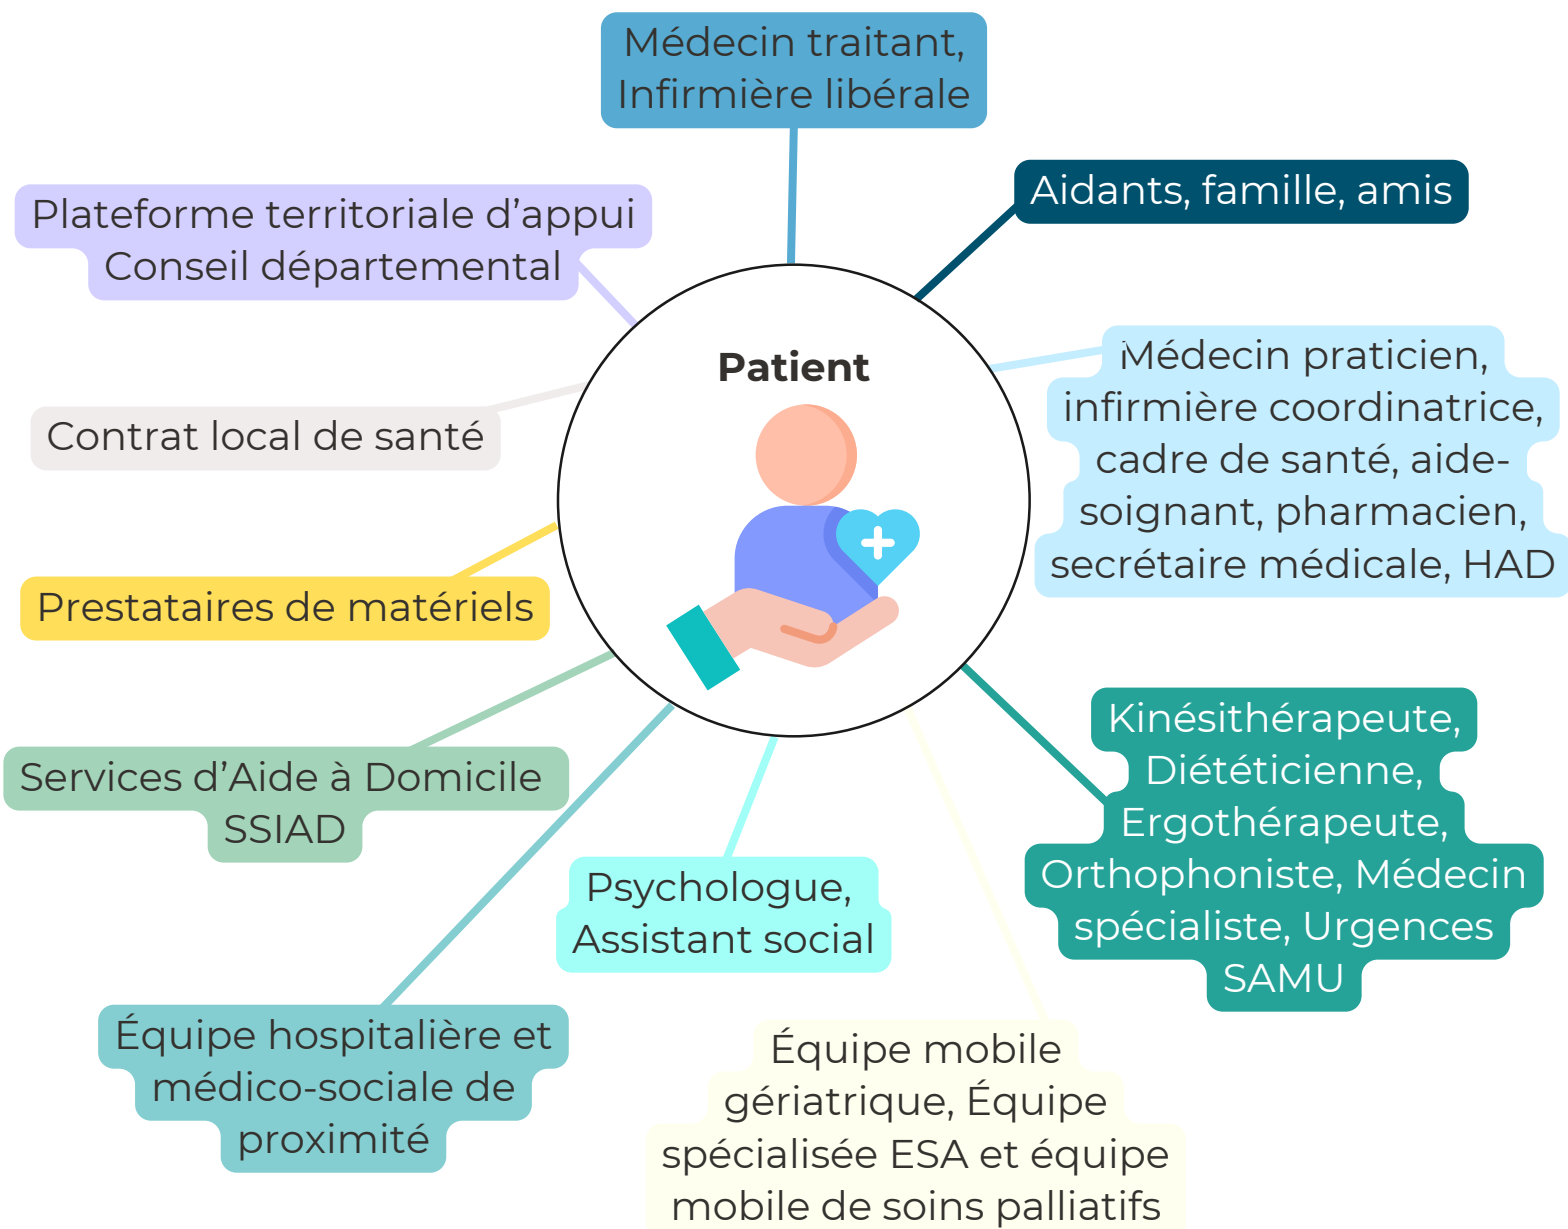 Médecin traitant,
Infirmière libérale
Aidants, famille, amis
Plateforme territoriale d’appui
Conseil départemental
Patient
Médecin praticien,
infirmière coordinatrice,
cadre de santé, aide-
soignant, pharmacien,
secrétaire médicale, HAD
Contrat local de santé
Prestataires de matériels
Kinésithérapeute,
Diététicienne,
Ergothérapeute,
Orthophoniste, Médecin
spécialiste, Urgences
SAMU
Services d’Aide à Domicile
SSIAD
Psychologue,
Assistant social
Équipe hospitalière et
médico-sociale de
proximité
Équipe mobile
gériatrique, Équipe
spécialisée ESA et équipe
mobile de soins palliatifs